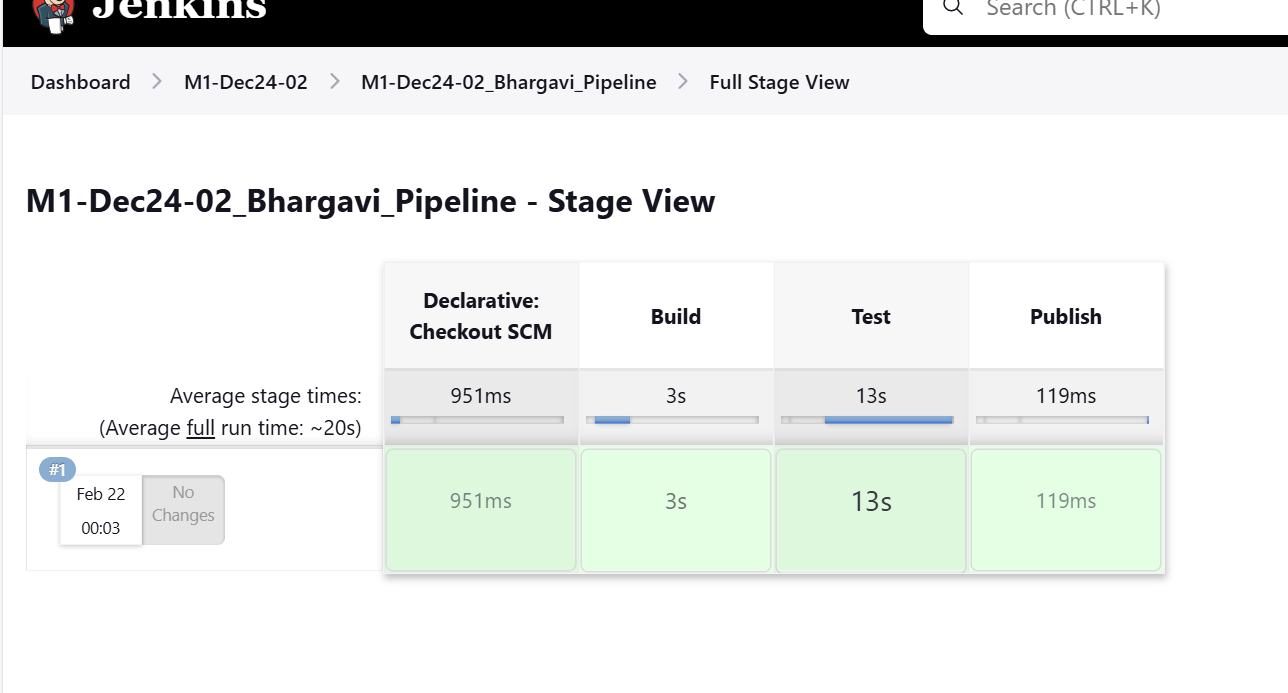 Jenkins
Search (CTRL+K)
Dashboard > M1-Dec24-02 > M1-Dec24-02_Bhargavi_Pipeline > Full Stage View
M1-Dec24-02_Bhargavi_Pipeline - Stage View
Declarative:
Checkout SCM
Build
Test
Publish
Average stage times:
(Average full run time: ~20s)
951ms
3s
13s
119ms
#1
Feb 22
00:03
No
Changes
951ms
3s
13s
119ms